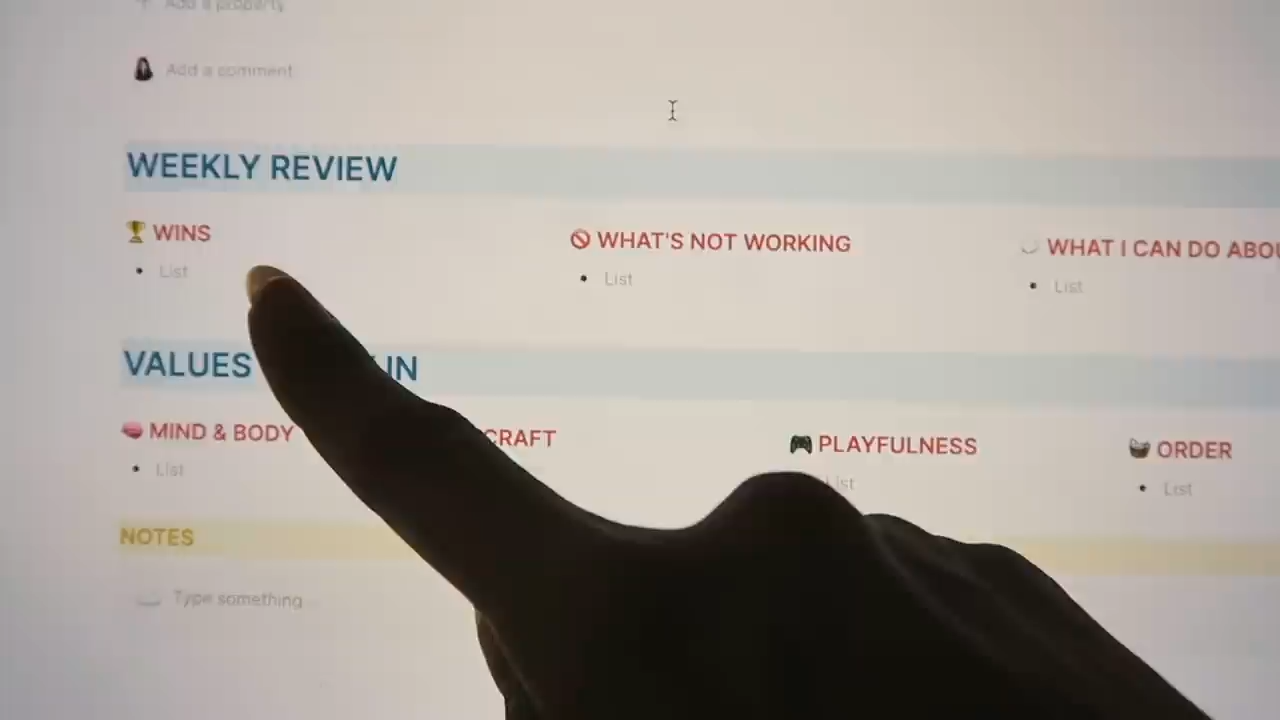 Add a property
Add a comment
WEEKLY REVIEW
WINS
WHAT'S NOT WORKING
WHAT I CAN DO
List
List
List
VALUES IN
MIND & BODY
CRAFT
PLAYFULNESS
ORDER
List
List
List
NOTES
Type something